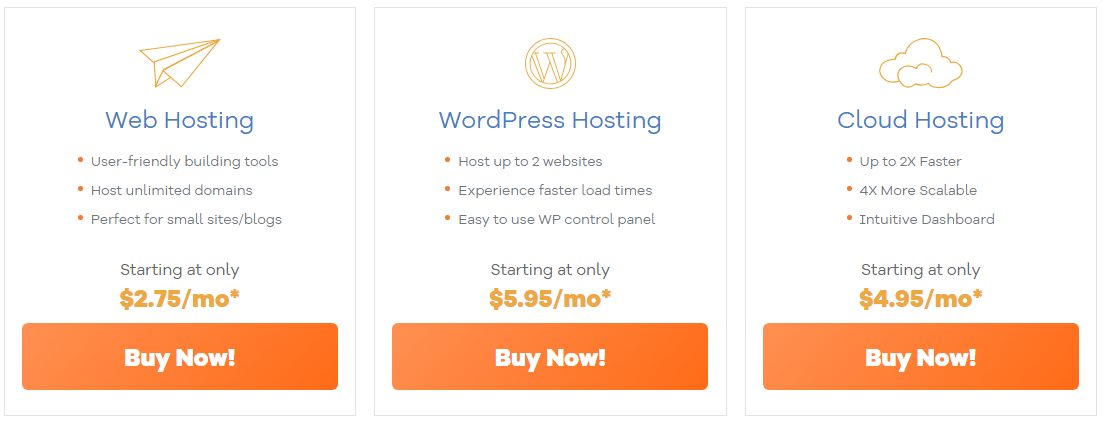 Web Hosting
User-friendly building tools
Host unlimited domains
Perfect for small sites/blogs
Starting at only
$2.75/mo*
Buy Now!
WordPress Hosting
Host up to 2 websites
Experience faster load times
Easy to use WP control panel
Starting at only
$5.95/mo*
Buy Now!
Cloud Hosting
Up to 2X Faster
4X More Scalable
Intuitive Dashboard
Starting at only
$4.95/mo*
Buy Now!